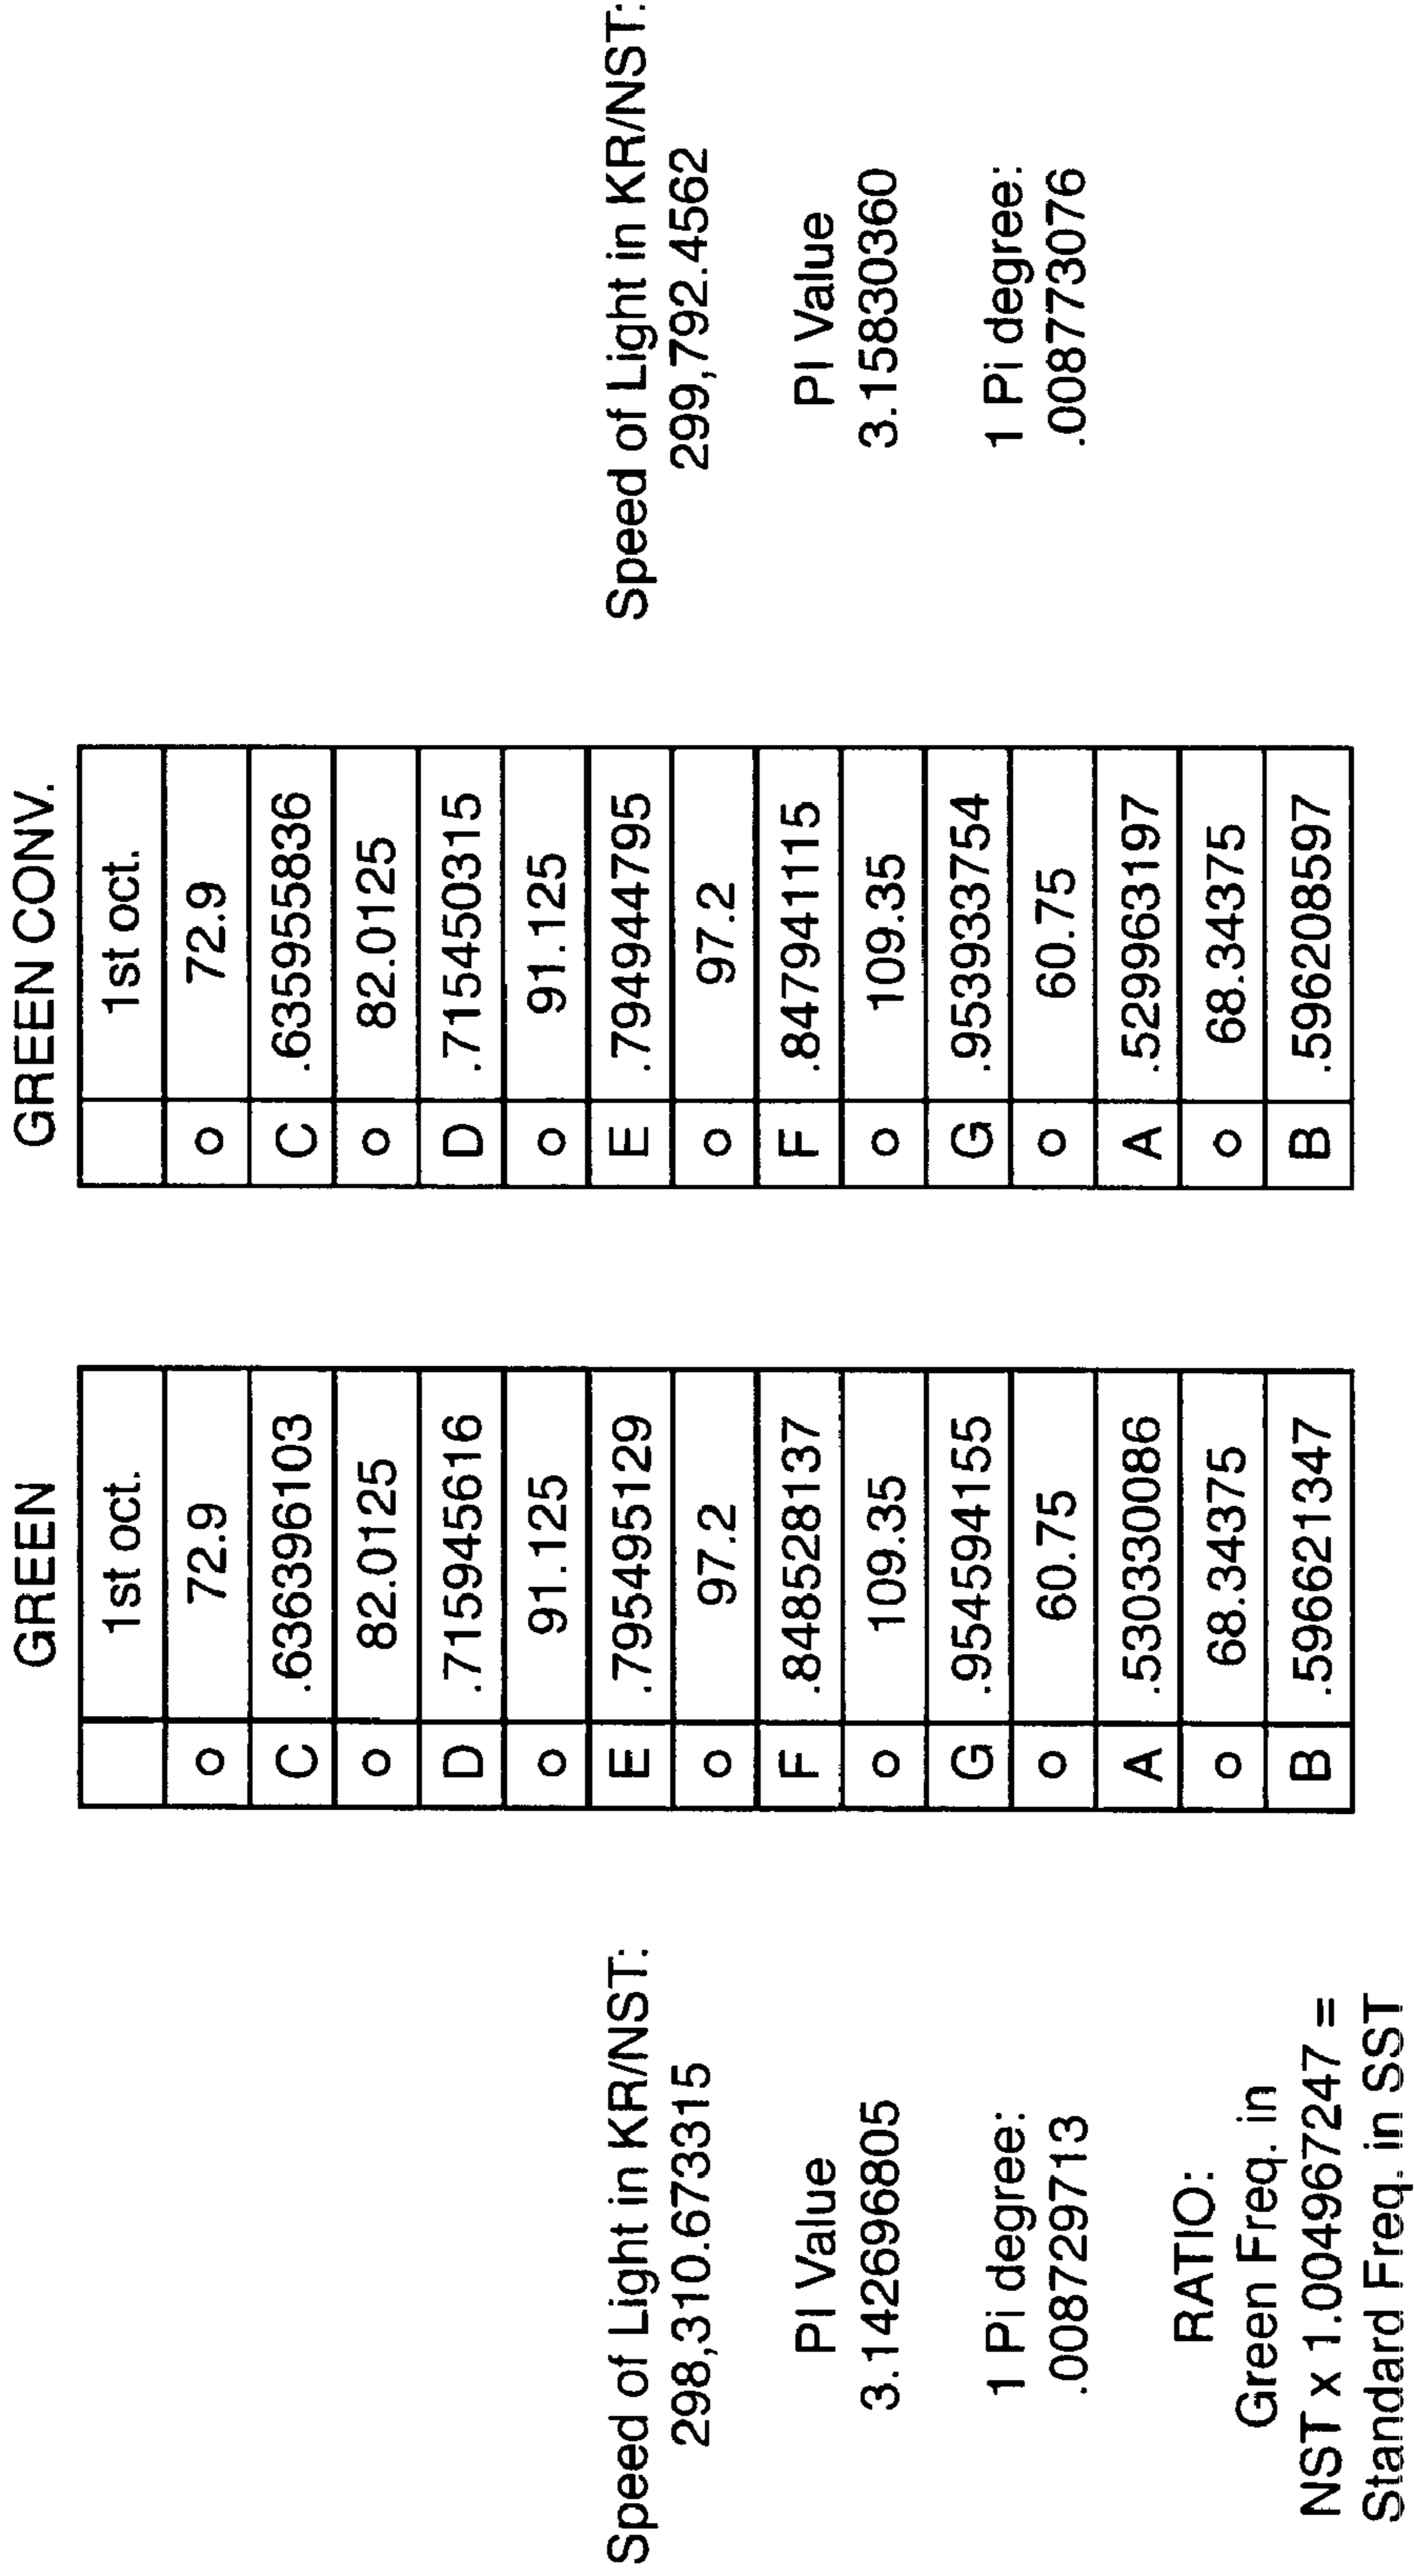 GREEN
1st oct.
o 72.9
C .636396103
o 82.0125
D .715945616
o 91.125
E .795495129
o 97.2
F .848528137
o 109.35
G .954594155
o 60.75
A .530330086
o 68.34375
B .596621347
Speed of Light in KR/NST:
298,310.673315
PI Value
3.142696805
1 Pi degree:
.008729713
RATIO:
Green Freq. in
NST x 1.004967247 =
Standard Freq. in SST
GREEN CONV.
1st oct.
o 72.9
C .6359555836
o 82.0125
D .715450315
o 91.125
E .794944795
o 97.2
F .847941115
o 109.35
G .953933754
o 60.75
A .529963197
o 68.34375
B .596208597
Speed of Light in KR/NST:
299,792.4562
PI Value
3.15830360
1 Pi degree:
.008773076